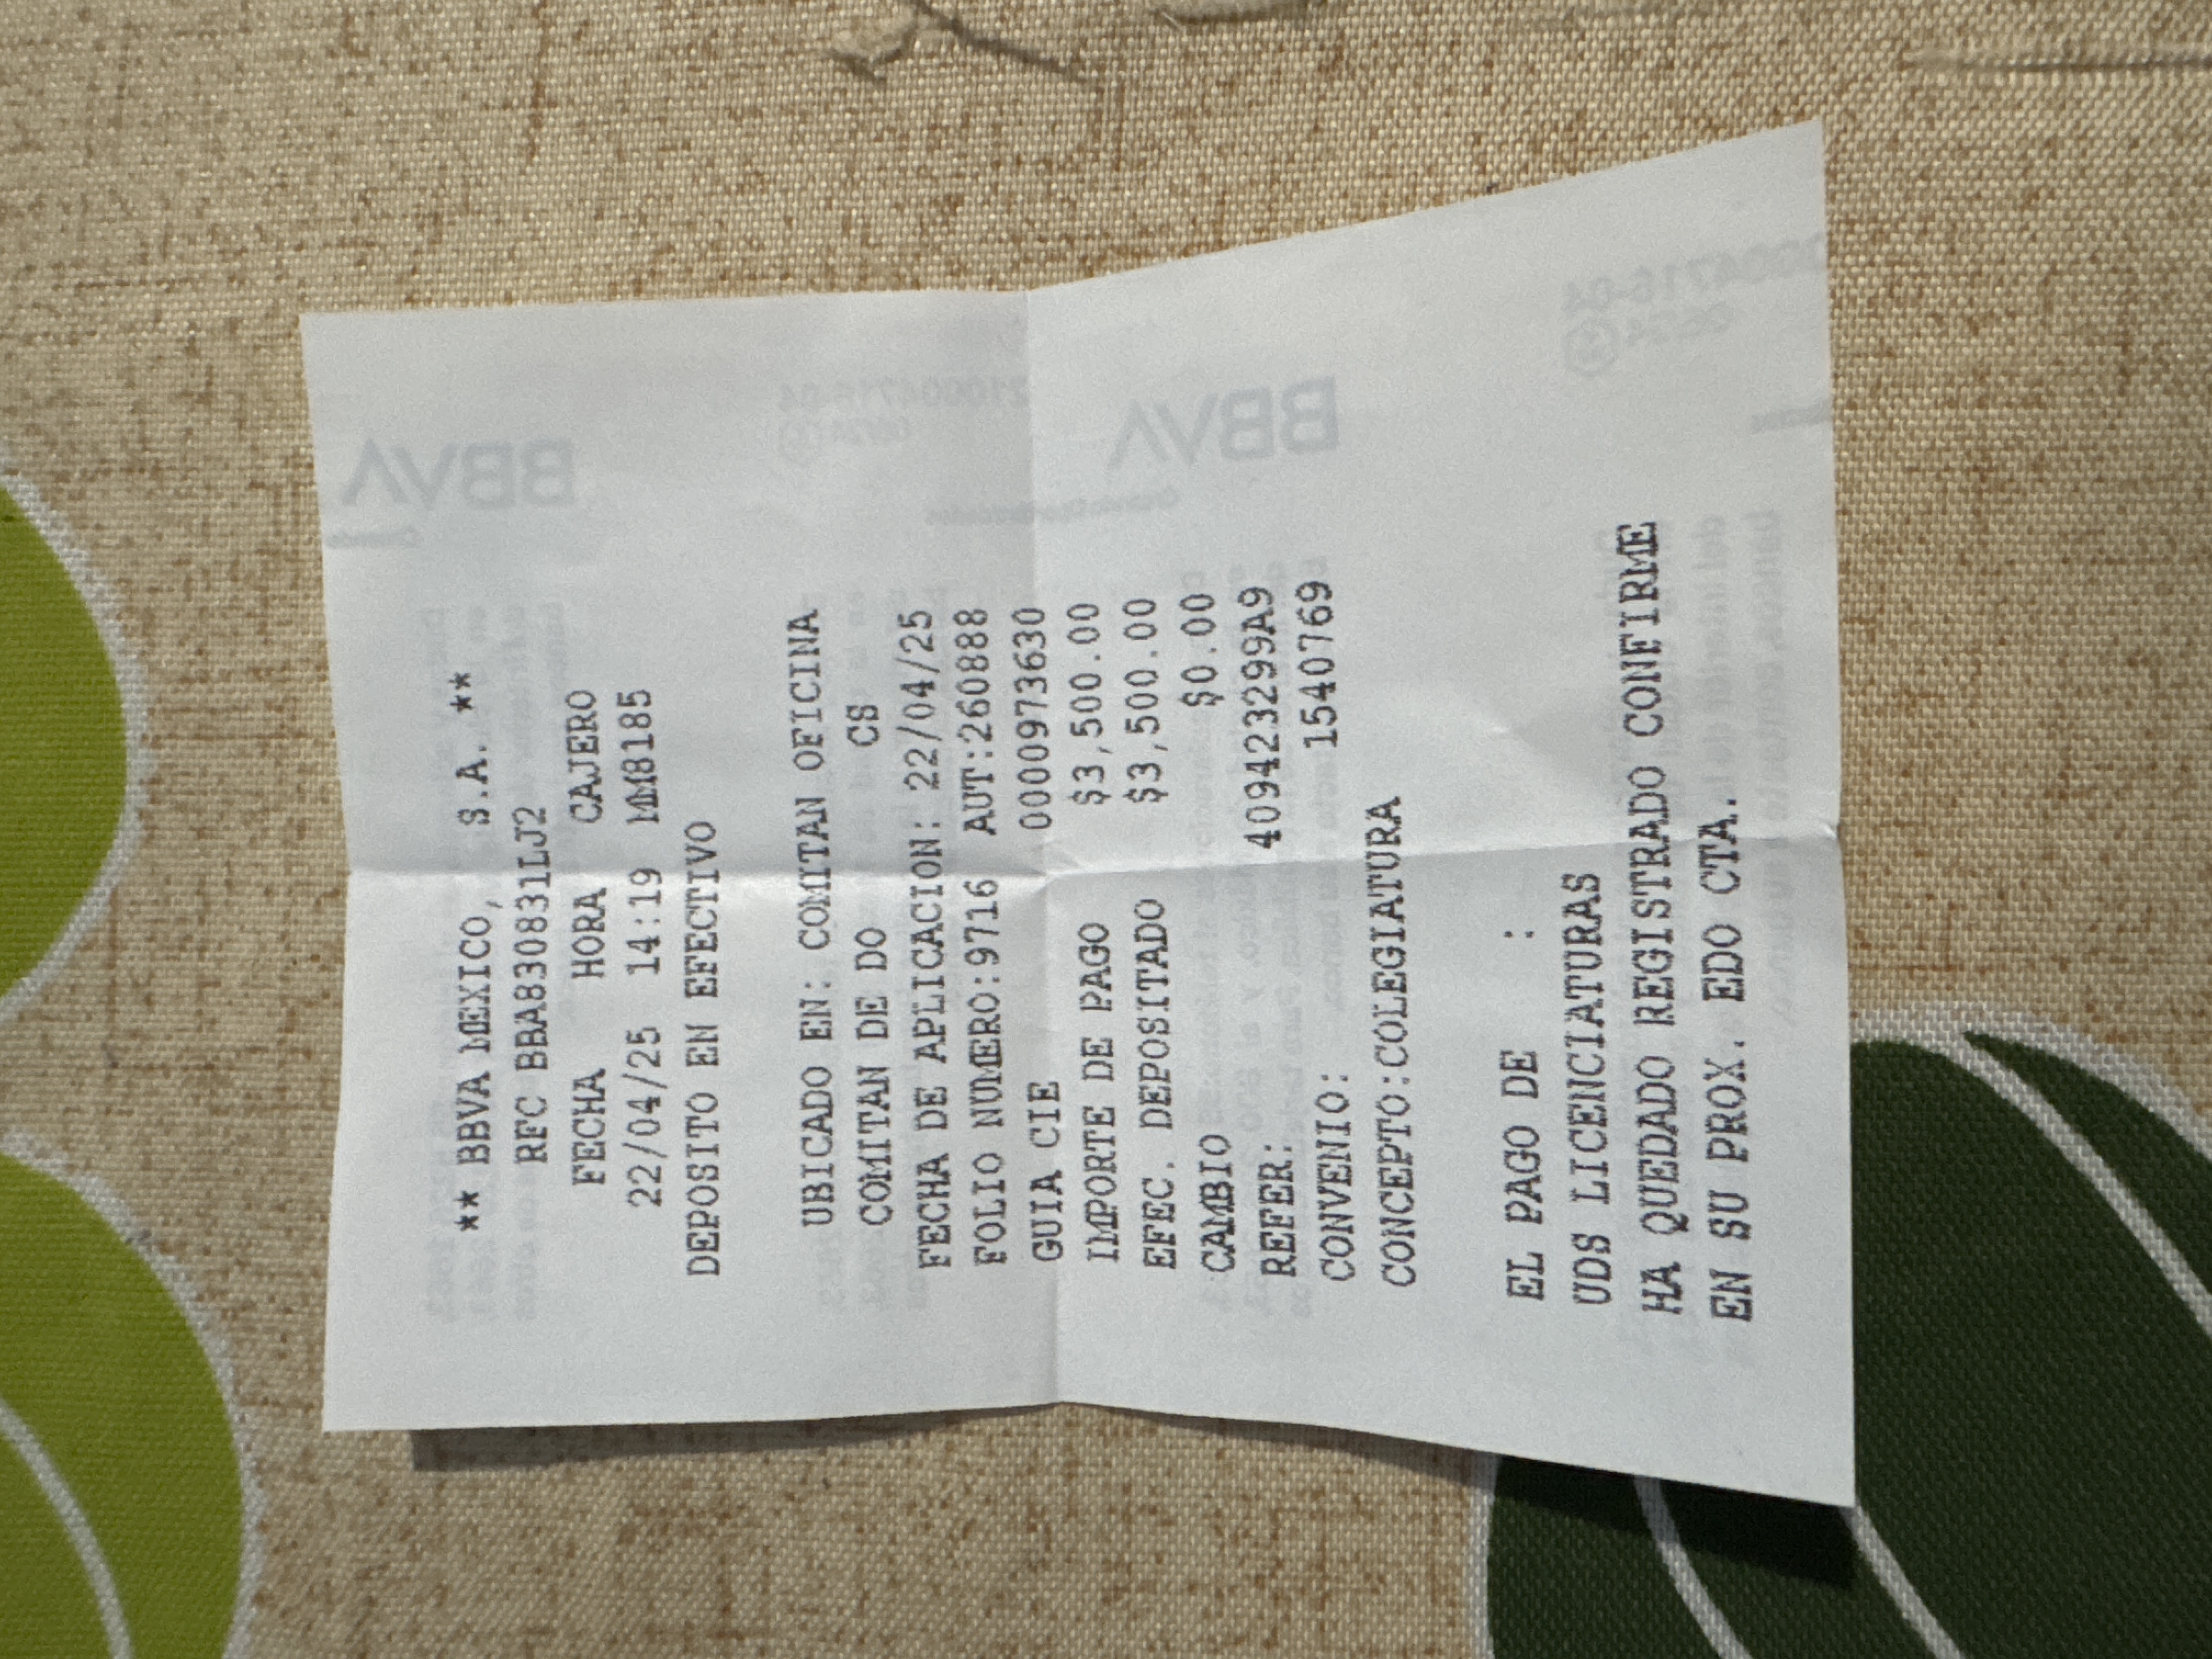 ** BBVA MEXICO, S.A. **
RFC BBA830831LJ2
FECHA HORA CAJERO
22/04/25 14:19 MM8185
DEPOSITO EN EFECTIVO
UBICADO EN: COMITAN OFICINA
COMITAN DE DO CS
FECHA DE APLICACION: 22/04/25
FOLIO NUMERO:9716 AUT:260888
GUIA CIE 0000973630
IMPORTE DE PAGO $3,500.00
EFEC. DEPOSITADO $3,500.00
CAMBIO $0.00
REFER: 409423299A9
CONVENIO: 1540769
CONCEPTO:COLEGIATURA
EL PAGO DE :
UDS LICENCIATURAS
HA QUEDADO REGISTRADO CONFIRME
EN SU PROX. EDO CTA.
BBVA
BBVA